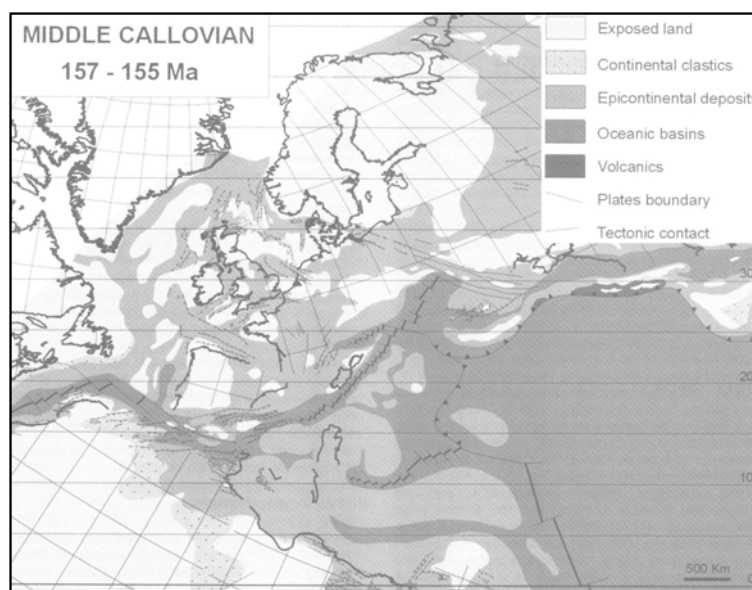 MIDDLE CALLOVIAN
157 - 155 Ma
Exposed land
Continental clastics
Epicontinental deposits
Oceanic basins
Volcanics
Plates boundary
Tectonic contact
30
20
10
500 Km
0